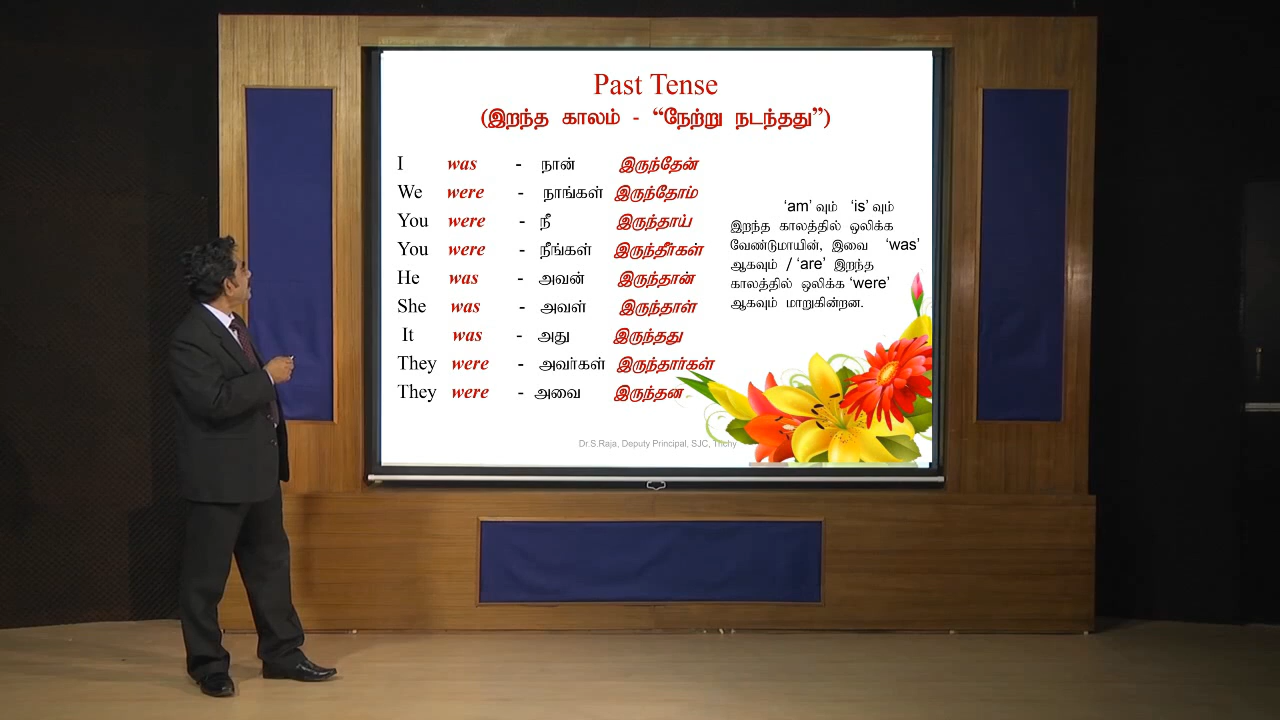 Past Tense
(இறந்த காலம் - “நேற்று நடந்தது”)
I was - நான் இருந்தேன்
We were - நாங்கள் இருந்தோம்
You were - நீ இருந்தாய்
You were - நீங்கள் இருந்தீர்கள்
He was - அவன் இருந்தான்
She was - அவள் இருந்தாள்
It was - அது இருந்தது
They were - அவர்கள் இருந்தார்கள்
They were - அவை இருந்தன
‘am’ வும் ‘is’ வும்
இறந்த காலத்தில் ஒலிக்க
வேண்டுமாயின், இவை ‘was’
ஆகவும் / ‘are’ இறந்த
காலத்தில் ஒலிக்க ‘were’
ஆகவும் மாறுகின்றன.
Dr.S.Raja, Deputy Principal, SJC, Trichy